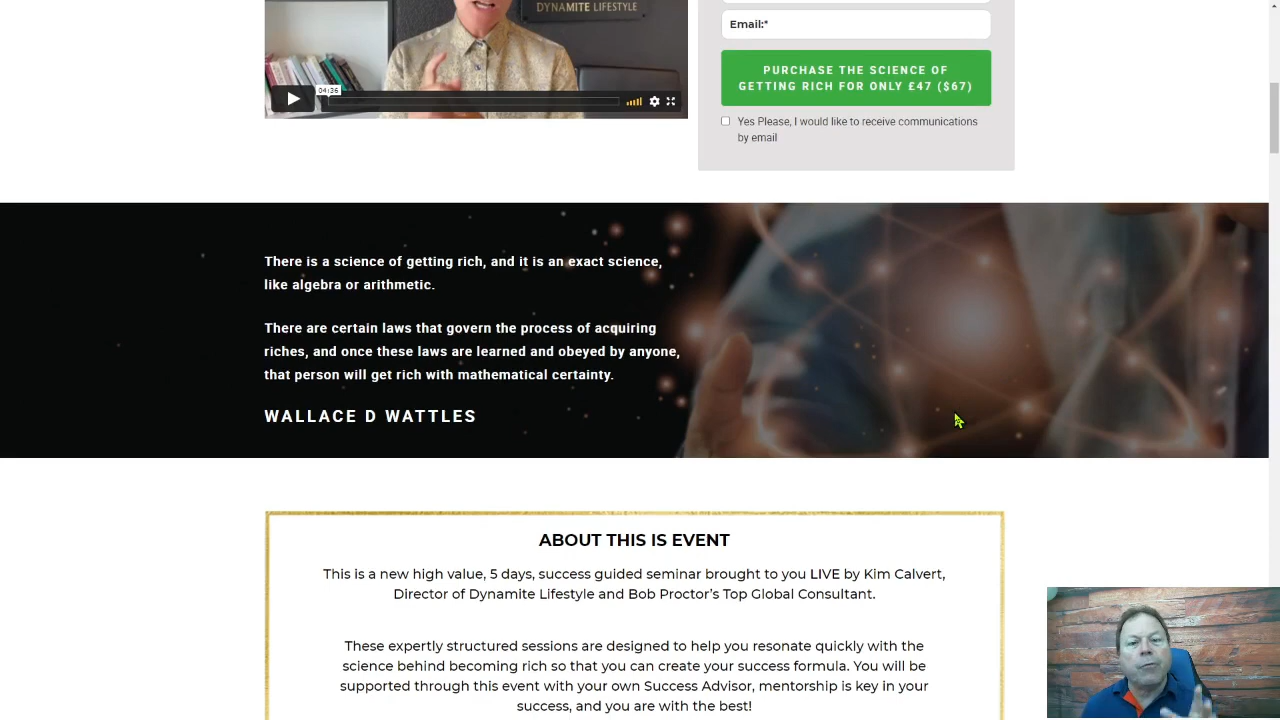 DYNAMITE LIFESTYLE
Email:*
04:36
PURCHASE THE SCIENCE OF
GETTING RICH FOR ONLY £47 ($67)
Yes Please, I would like to receive communications
by email
There is a science of getting rich, and it is an exact science,
like algebra or arithmetic.
There are certain laws that govern the process of acquiring
riches, and once these laws are learned and obeyed by anyone,
that person will get rich with mathematical certainty.
WALLACE D WATTLES
ABOUT THIS IS EVENT
This is a new high value, 5 days, success guided seminar brought to you LIVE by Kim Calvert,
Director of Dynamite Lifestyle and Bob Proctor’s Top Global Consultant.
These expertly structured sessions are designed to help you resonate quickly with the
science behind becoming rich so that you can create your success formula. You will be
supported through this event with your own Success Advisor, mentorship is key in your
success, and you are with the best!